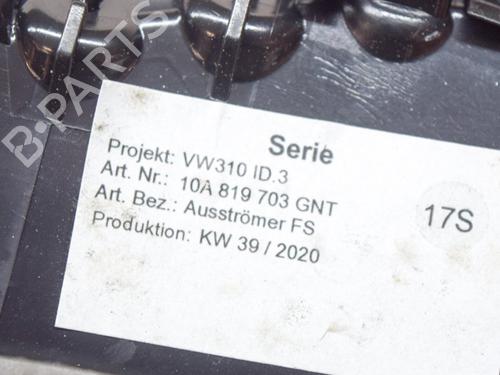 B-PARTS
Serie
Projekt: VW310 ID.3
Art. Nr.: 10A 819 703 GNT
Art. Bez.: Ausströmer FS
Produktion: KW 39 / 2020
17S